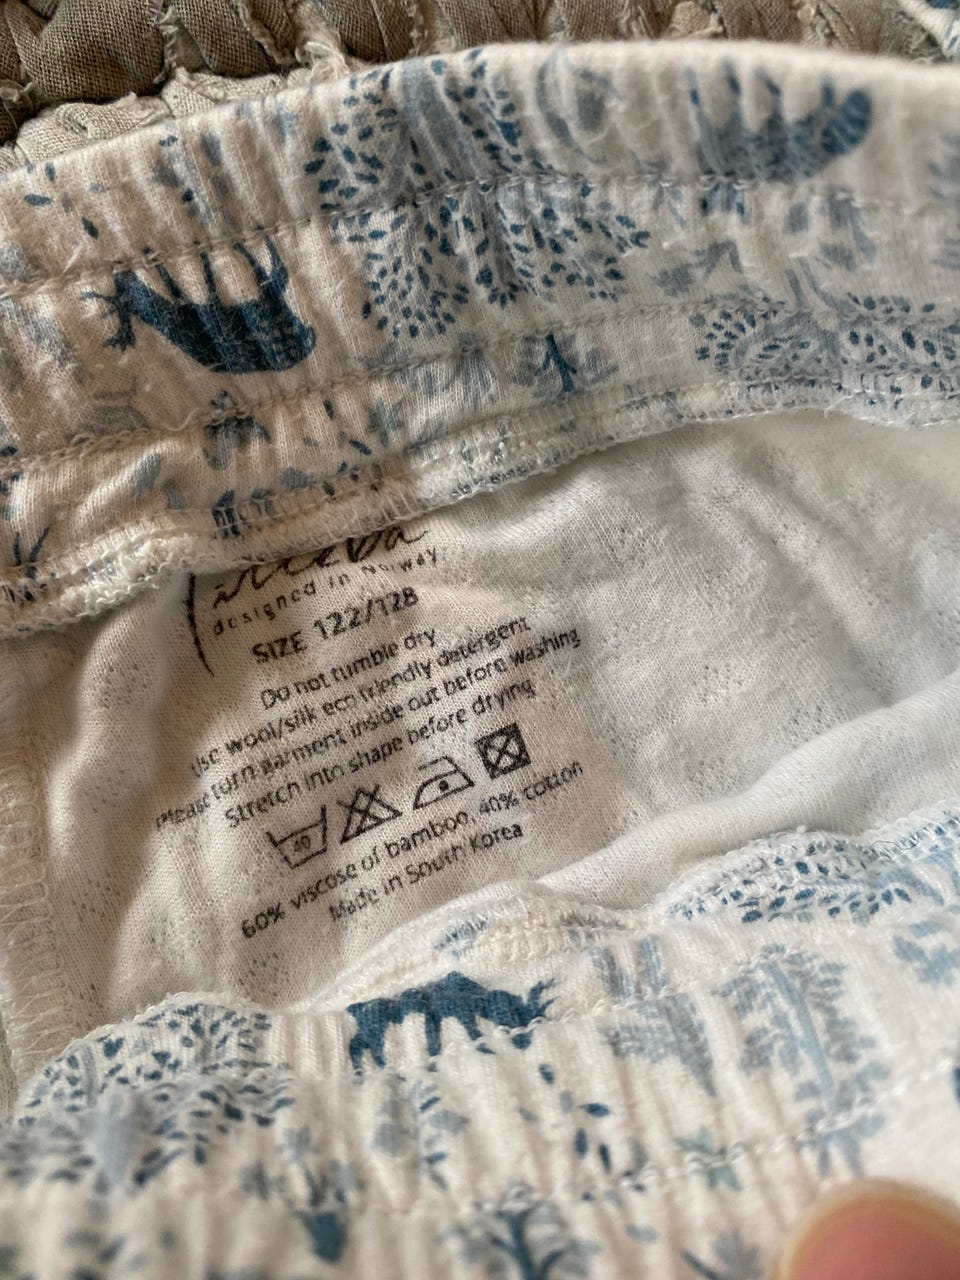 designed in Norway
SIZE 122/128
Do not tumble dry
Use wool/silk eco friendly detergent
Please turn garment inside out before washing
Stretch into shape before drying
40
60% viscose of bamboo, 40% cotton
Made in South Korea